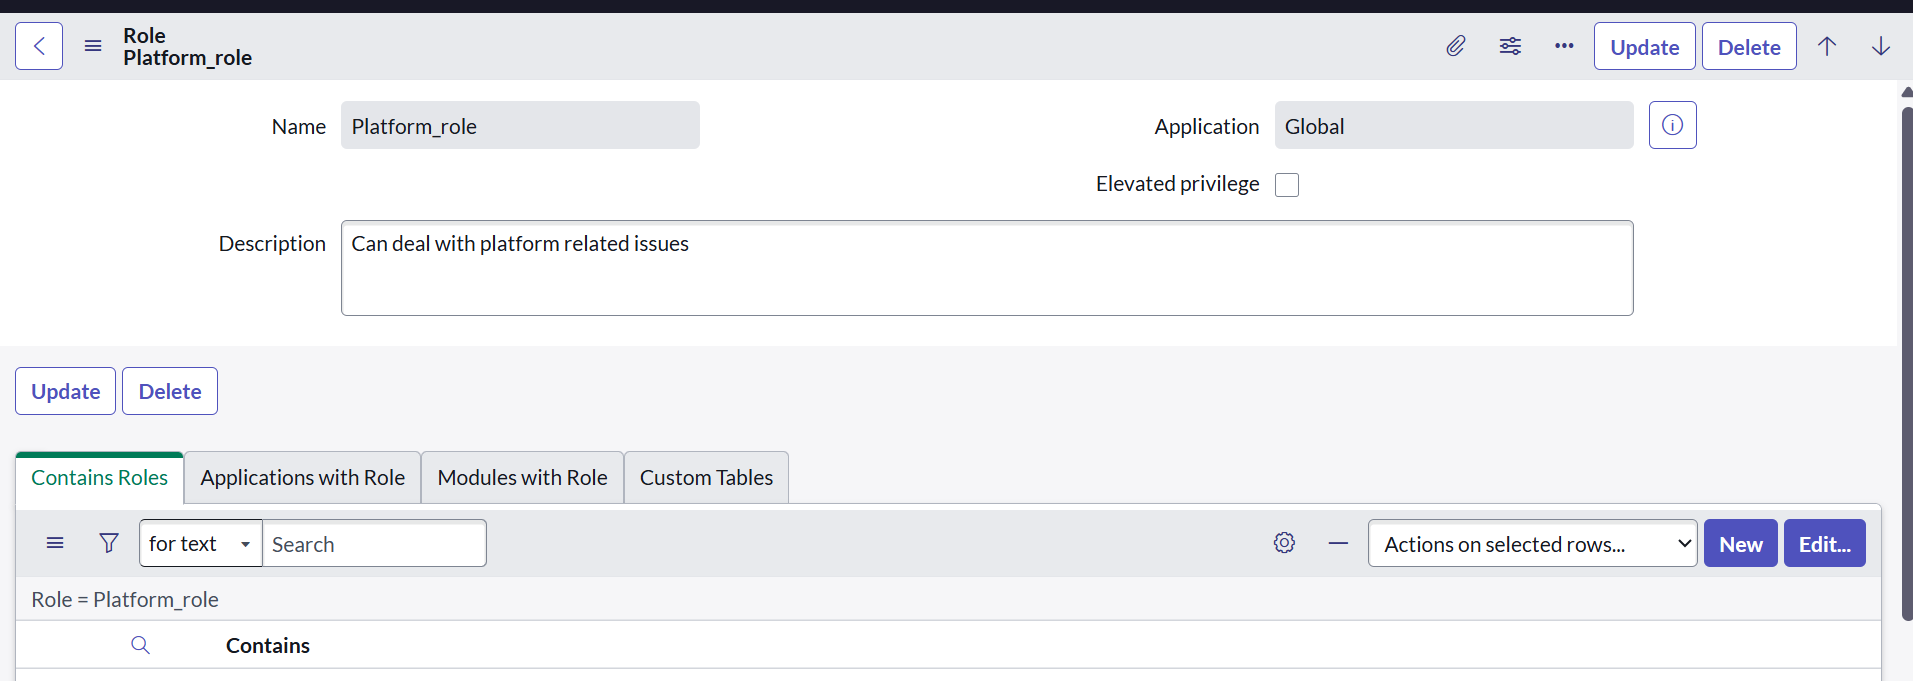 Role
Platform_role
Update
Delete
Name
Platform_role
Application
Global
Elevated privilege
Description
Can deal with platform related issues
Update
Delete
Contains Roles
Applications with Role
Modules with Role
Custom Tables
for text
Search
Actions on selected rows...
New
Edit...
Role = Platform_role
Contains